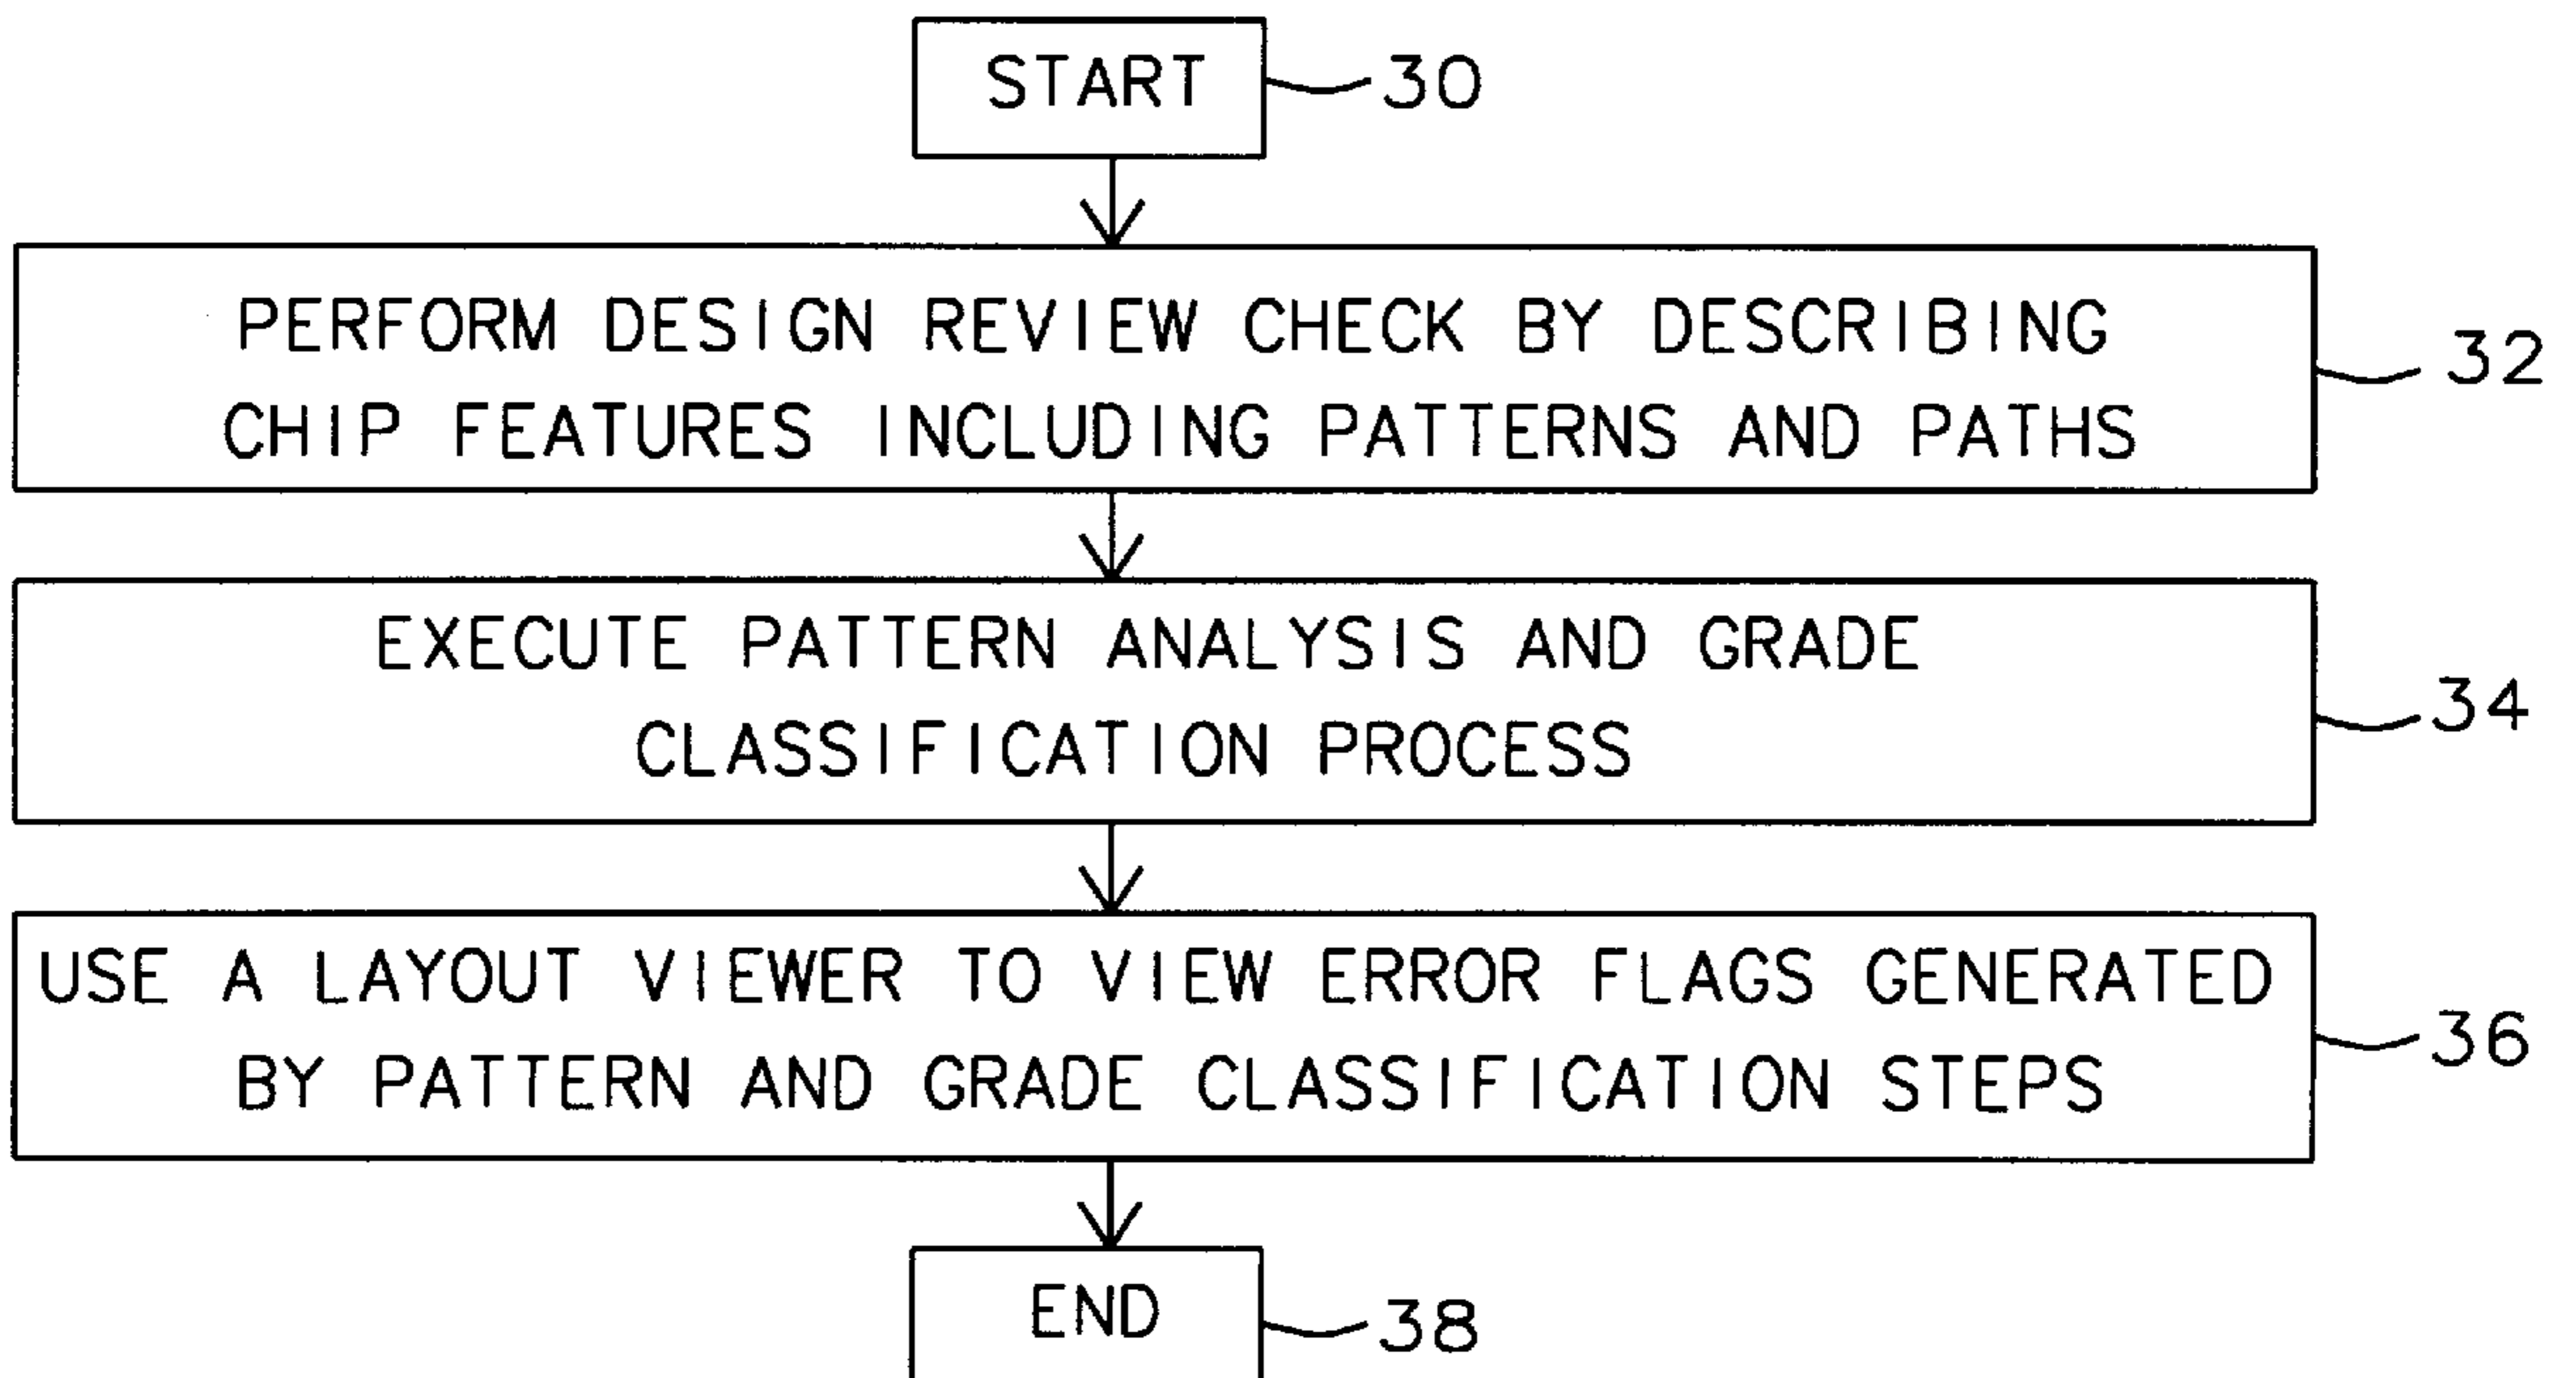 START
30
PERFORM DESIGN REVIEW CHECK BY DESCRIBING
CHIP FEATURES INCLUDING PATTERNS AND PATHS
32
EXECUTE PATTERN ANALYSIS AND GRADE
CLASSIFICATION PROCESS
34
USE A LAYOUT VIEWER TO VIEW ERROR FLAGS GENERATED
BY PATTERN AND GRADE CLASSIFICATION STEPS
36
END
38